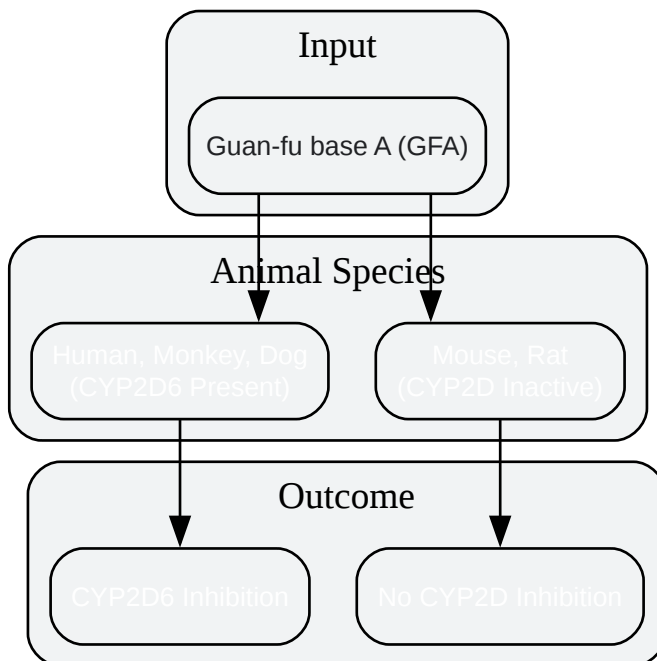 Input
Guan-fu base A (GFA)
Animal Species
Human, Monkey, Dog
(CYP2D6 Present)
Mouse, Rat
(CYP2D Inactive)
Outcome
CYP2D6 Inhibition
No CYP2D Inhibition